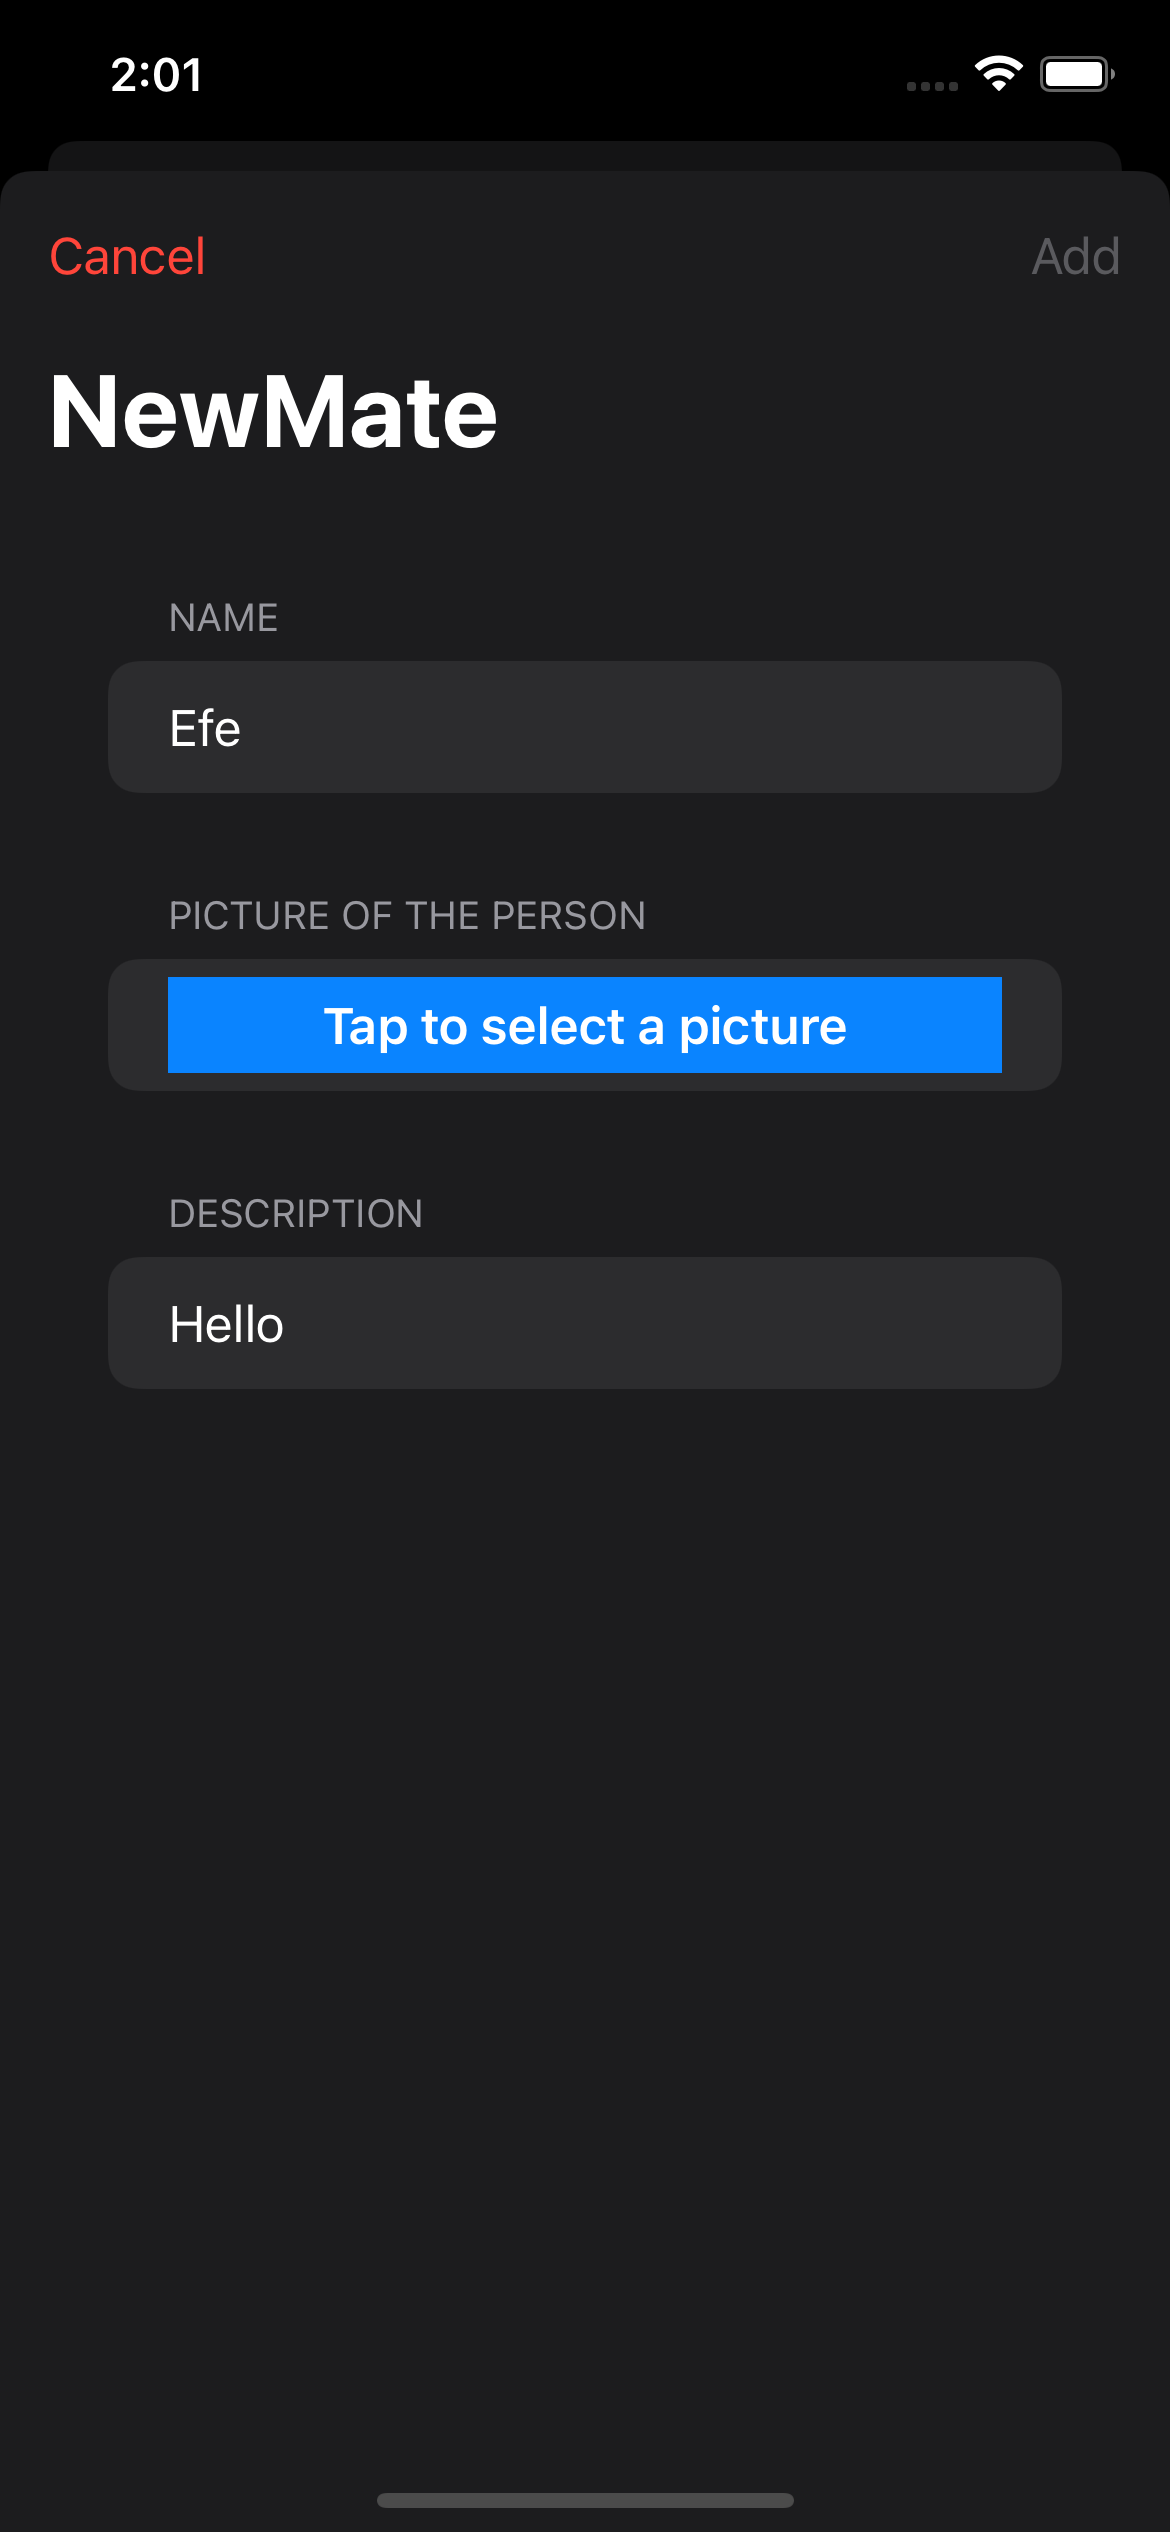 2:01
Cancel
Add
NewMate
NAME
Efe
PICTURE OF THE PERSON
Tap to select a picture
DESCRIPTION
Hello